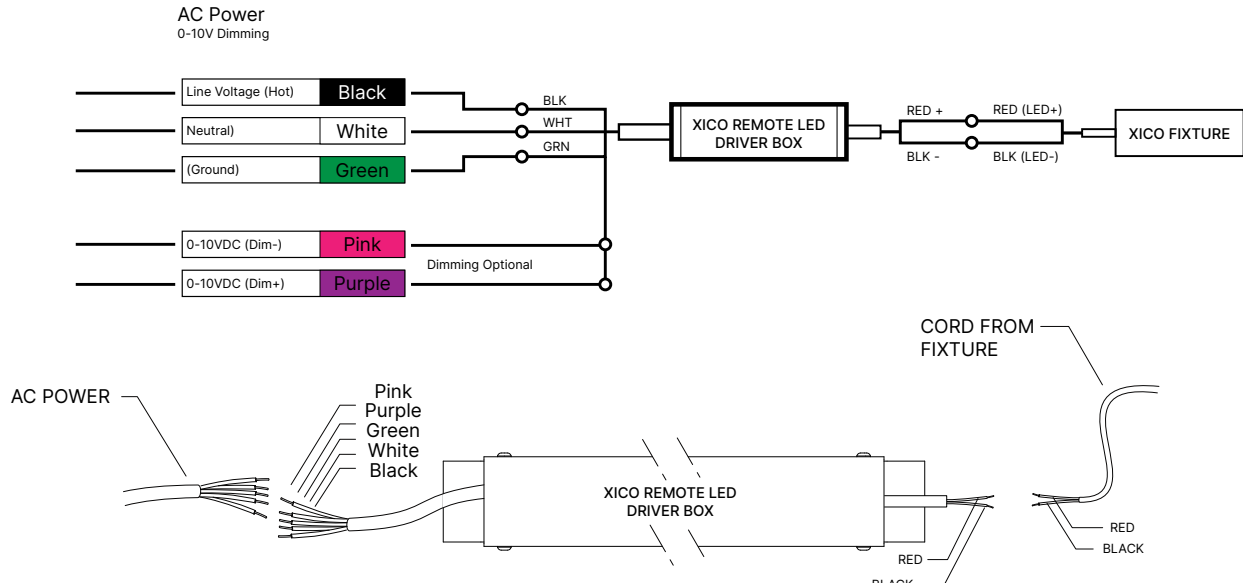 AC Power
0-10V Dimming
Line Voltage (Hot) Black
Neutral) White
(Ground) Green
0-10VDC (Dim-) Pink
0-10VDC (Dim+) Purple
Dimming Optional
BLK
WHT
GRN
XICO REMOTE LED
DRIVER BOX
RED + RED (LED+)
BLK - BLK (LED-)
XICO FIXTURE
CORD FROM
FIXTURE
AC POWER
Pink
Purple
Green
White
Black
XICO REMOTE LED
DRIVER BOX
RED
BLACK
RED
BLACK